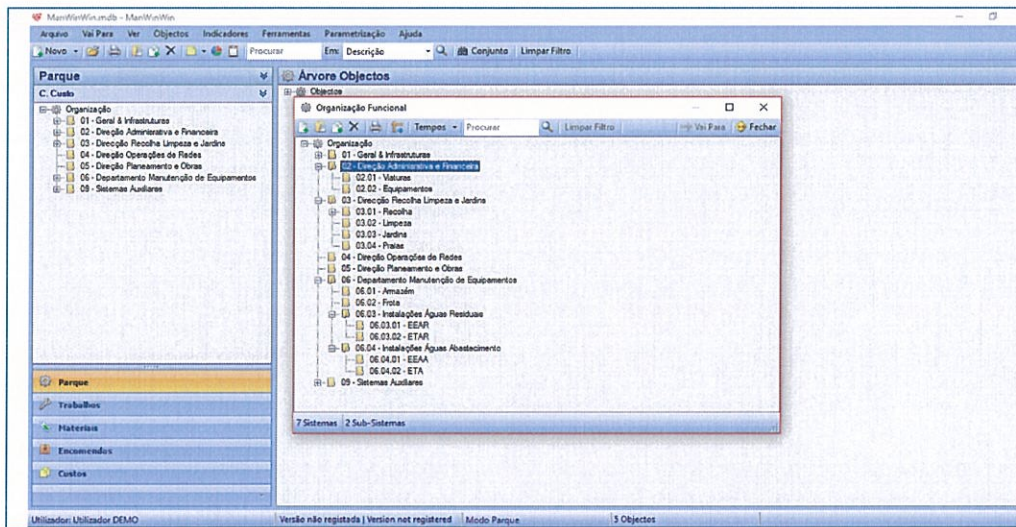 ManWinWin.mdb - ManWinWin
Arquivo Vai Para Ver Objectos Indicadores Ferramentas Parametrização Ajuda
Novo Procurar Em: Descrição Conjunto Limpar Filtro
Parque
C. Custo
Organização
01 - Geral & Infrastruturas
02 - Direção Administrativa e Financeira
03 - Direcção Recolha Limpeza e Jardins
04 - Direção Operações de Redes
05 - Direção Planeamento e Obras
06 - Departamento Manutenção de Equipamentos
09 - Sistemas Auxiliares
Parque
Trabalhos
Materiais
Encomendas
Custos
Árvore Objectos
Objectos
Organização Funcional
Tempos Procurar Limpar Filtro Vai Para Fechar
Organização
01 - Geral & Infrastruturas
02 - Direção Administrativa e Financeira
02.01 - Viaturas
02.02 - Equipamentos
03 - Direcção Recolha Limpeza e Jardins
03.01 - Recolha
03.02 - Limpeza
03.03 - Jardins
03.04 - Praias
04 - Direção Operações de Redes
05 - Direção Planeamento e Obras
06 - Departamento Manutenção de Equipamentos
06.01 - Armazém
06.02 - Frota
06.03 - Instalações Águas Residuais
06.03.01 - EEAR
06.03.02 - ETAR
06.04 - Instalações Águas Abastecimento
06.04.01 - EEAA
06.04.02 - ETA
09 - Sistemas Auxiliares
7 Sistemas 2 Sub-Sistemas
Utilizador: Utilizador DEMO Versão não registada | Version not registered Modo Parque 5 Objectos